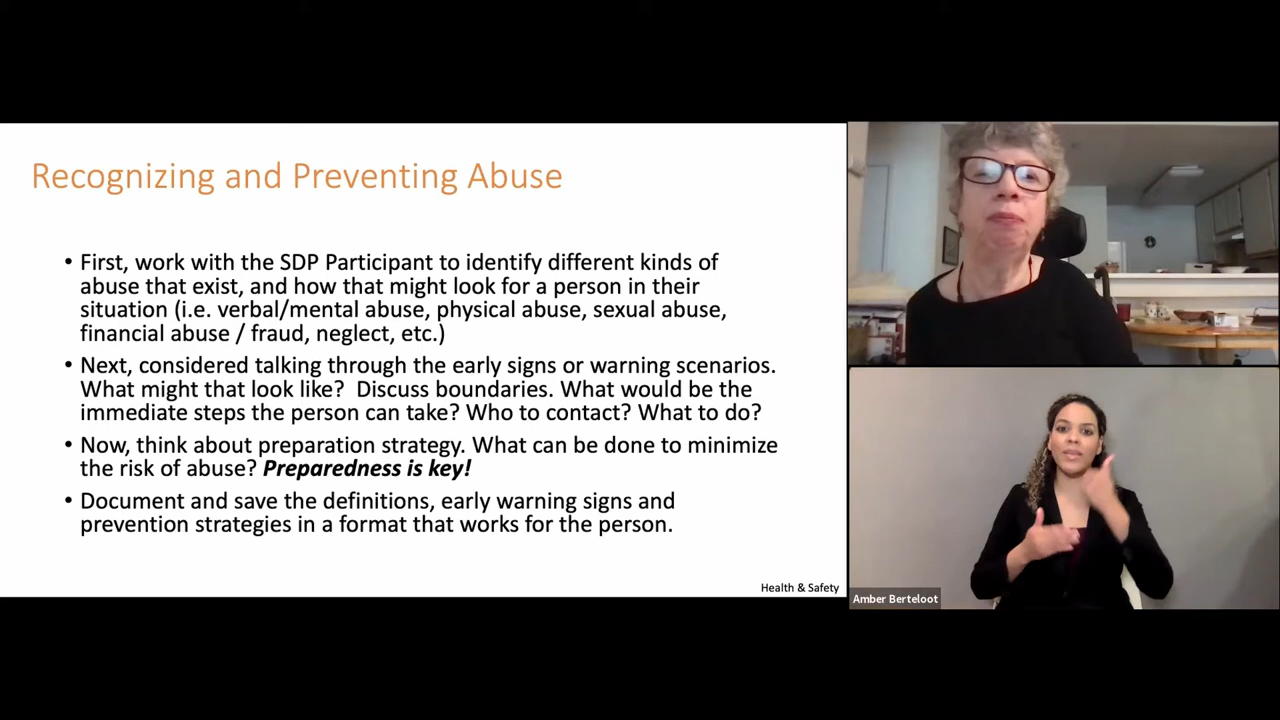 Recognizing and Preventing Abuse
• First, work with the SDP Participant to identify different kinds of
abuse that exist, and how that might look for a person in their
situation (i.e. verbal/mental abuse, physical abuse, sexual abuse,
financial abuse / fraud, neglect, etc.)
• Next, considered talking through the early signs or warning scenarios.
What might that look like?  Discuss boundaries. What would be the
immediate steps the person can take? Who to contact? What to do?
• Now, think about preparation strategy. What can be done to minimize
the risk of abuse? Preparedness is key!
• Document and save the definitions, early warning signs and
prevention strategies in a format that works for the person.
Health & Safety
Amber Berteloot